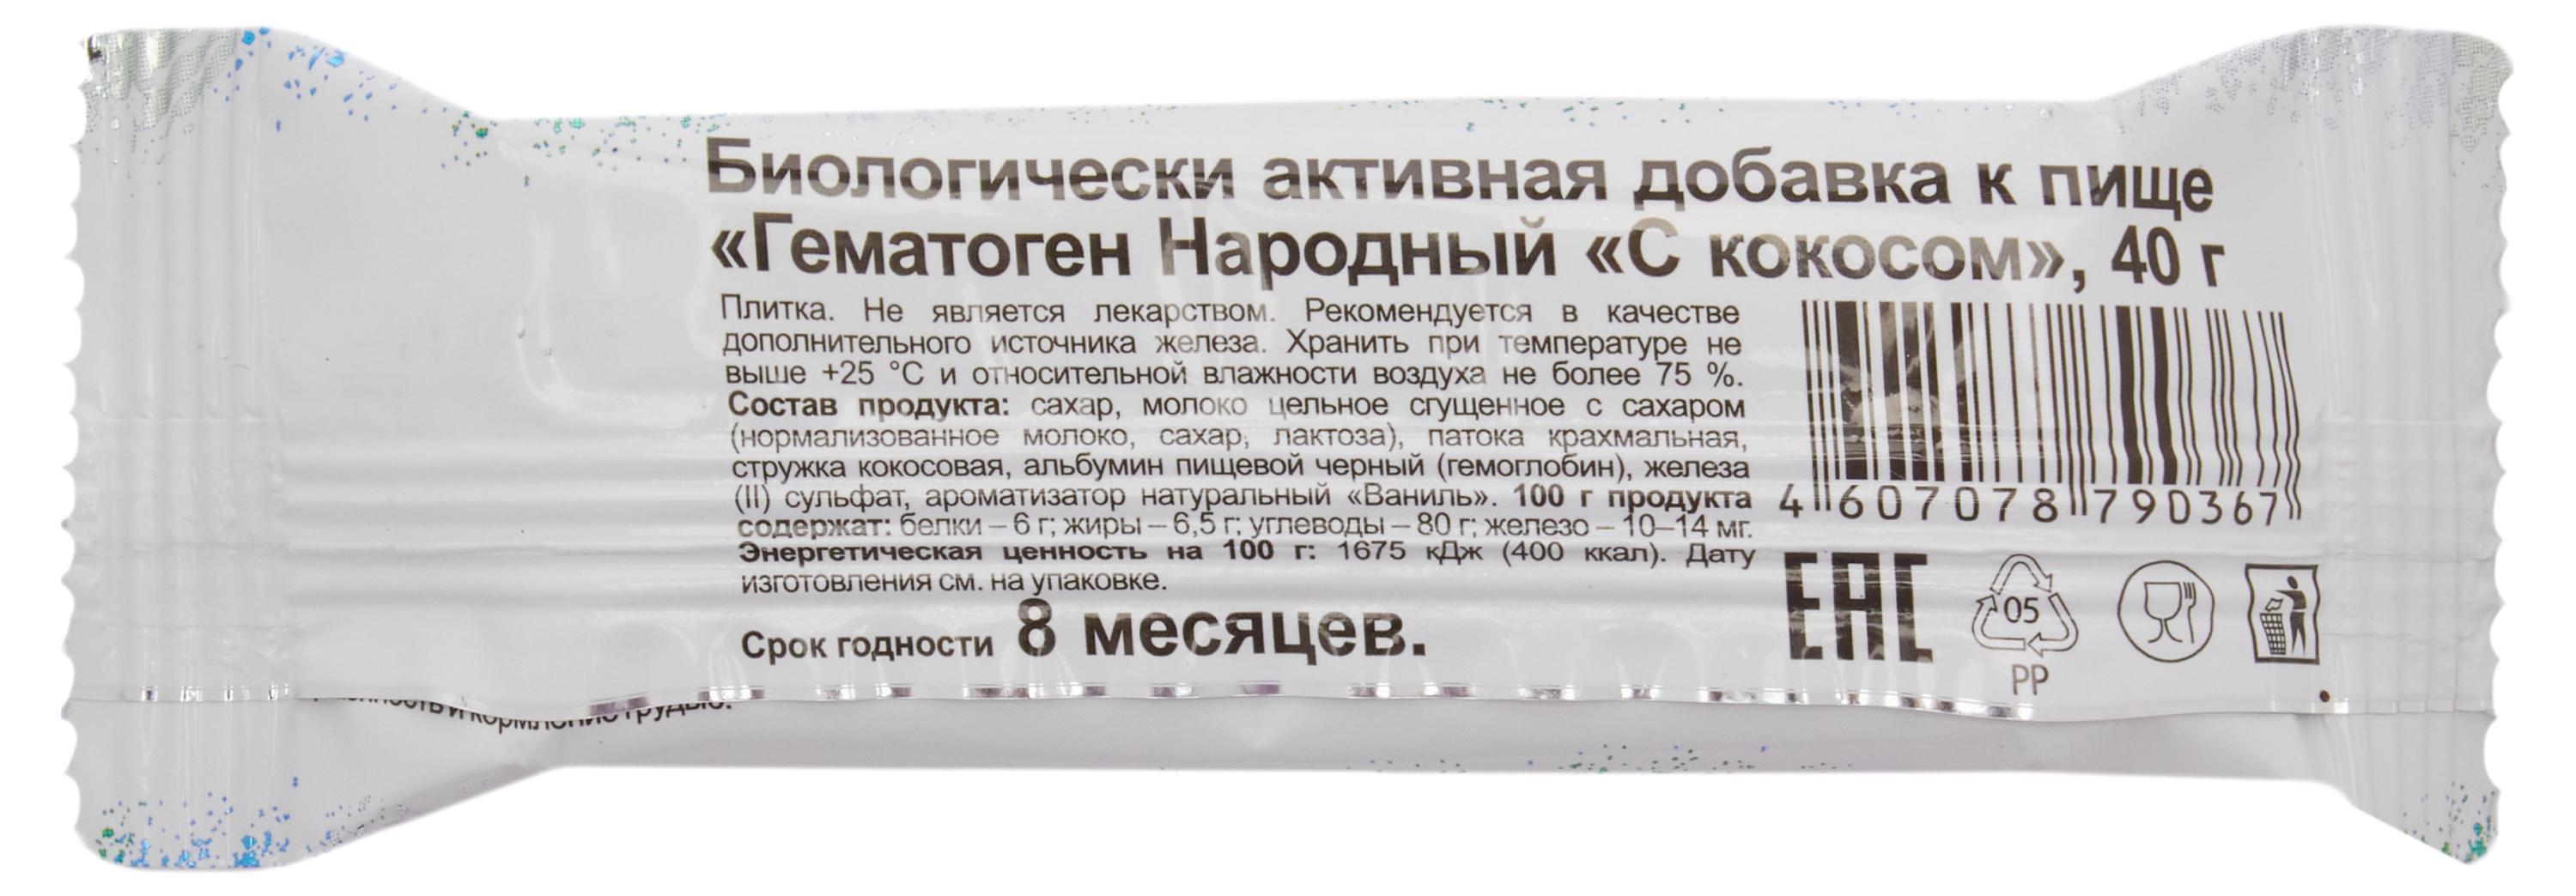 Биологически активная добавка к пище
«Гематоген Народный «С кокосом», 40 г
Плитка. Не является лекарством. Рекомендуется в качестве
дополнительного источника железа. Хранить при температуре не
выше +25 °С и относительной влажности воздуха не более 75 %.
Состав продукта: сахар, молоко цельное сгущенное с сахаром
(нормализованное молоко, сахар, лактоза), патока крахмальная,
стружка кокосовая, альбумин пищевой черный (гемоглобин), железа
(II) сульфат, ароматизатор натуральный «Ваниль». 100 г продукта
содержат: белки – 6 г; жиры – 6,5 г; углеводы – 80 г; железо – 10–14 мг.
Энергетическая ценность на 100 г: 1675 кДж (400 ккал). Дату
изготовления см. на упаковке.
Срок годности 8 месяцев.
4 607078 790367
ЕАС
05
PP